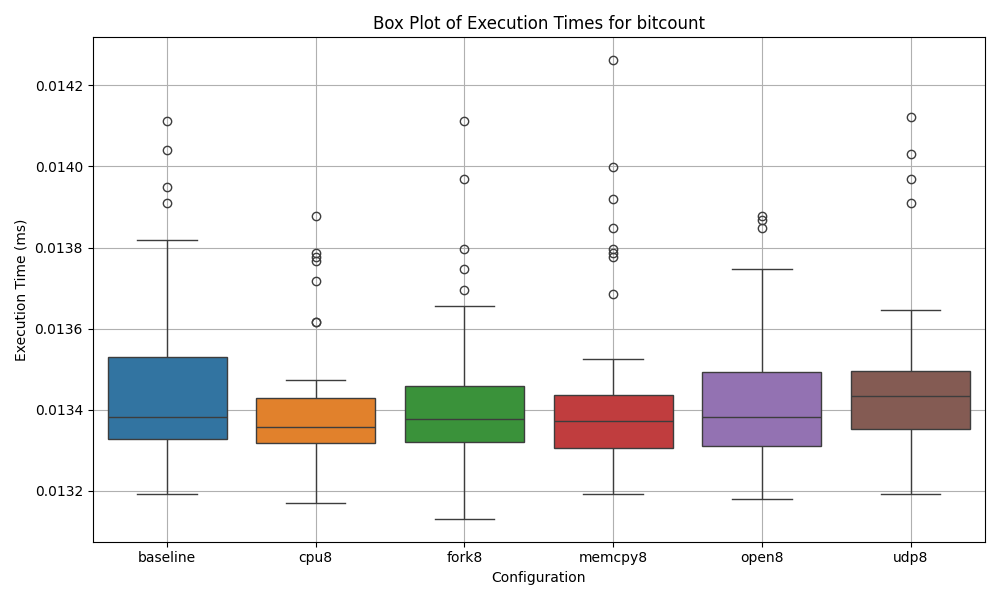 Box Plot of Execution Times for bitcount
0.0142
0.0140
0.0138
0.0136
0.0134
0.0132
Execution Time (ms)
baseline cpu8 fork8 memcpy8 open8 udp8
Configuration